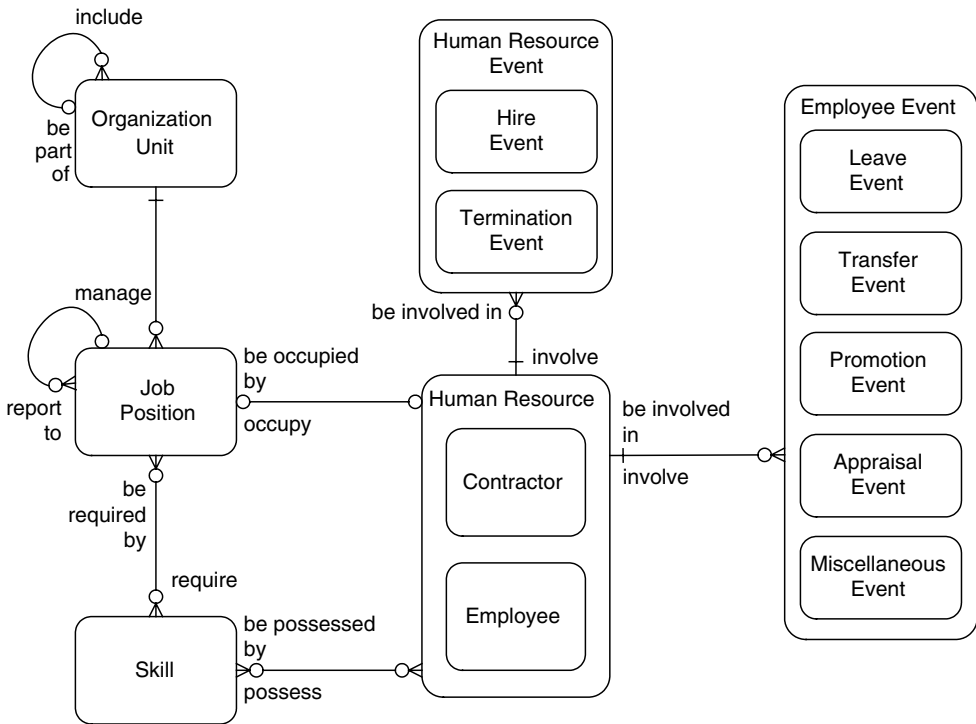 include
Organization
Unit
be
part
of
manage
Job
Position
report
to
be occupied
by
occupy
be
required
by
require
Skill
be possessed
by
possess
Human Resource
Event
Hire
Event
Termination
Event
be involved in
involve
Human Resource
Contractor
Employee
be involved
in
involve
Employee Event
Leave
Event
Transfer
Event
Promotion
Event
Appraisal
Event
Miscellaneous
Event